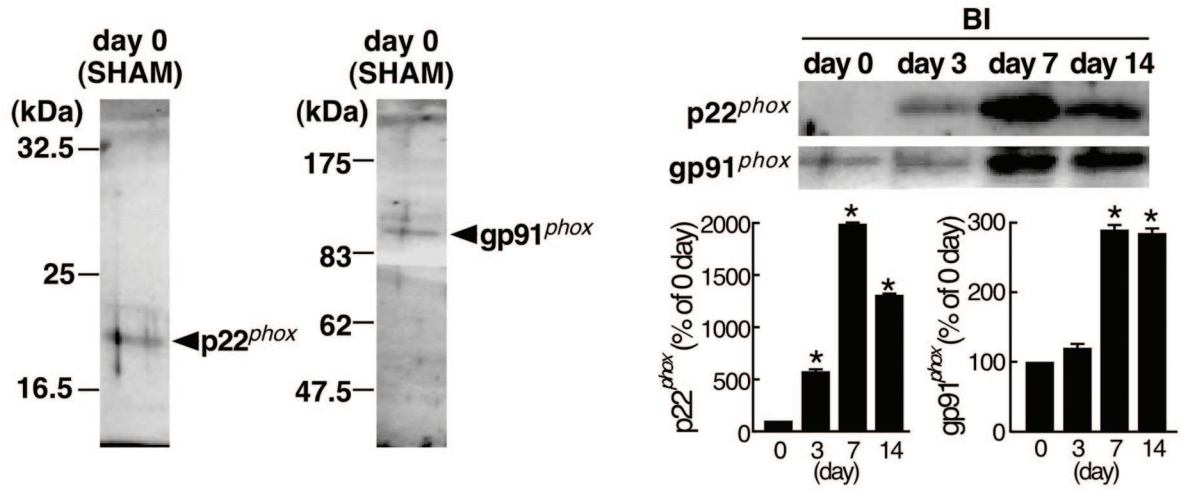 day 0
(SHAM)
(kDa)
32.5
25
16.5
p22phox
day 0
(SHAM)
(kDa)
175
83
62
47.5
gp91phox
BI
day 0 day 3 day 7 day 14
p22phox
gp91phox
p22phox (% of 0 day)
2000
1500
1000
500
0
* * *
0 3 7 14
(day)
gp91phox (% of 0 day)
300
200
100
0
* *
0 3 7 14
(day)